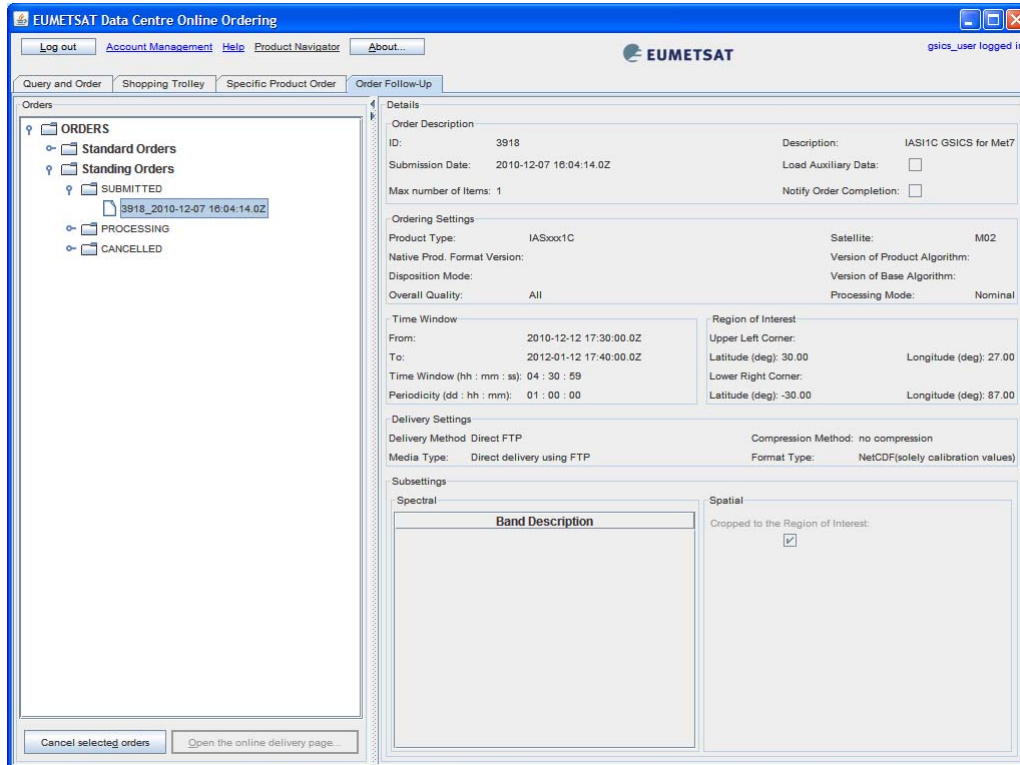 EUMETSAT Data Centre Online Ordering
Log out Account Management Help Product Navigator About... EUMETSAT gsics_user logged in
Query and Order Shopping Trolley Specific Product Order Order Follow-Up
Orders
ORDERS
Standard Orders
Standing Orders
SUBMITTED
3918_2010-12-07 16:04:14.0Z
PROCESSING
CANCELLED
Cancel selected orders Open the online delivery page...
Details
Order Description
ID: 3918 Description: IASI1C GSICS for Met7
Submission Date: 2010-12-07 16:04:14.0Z Load Auxiliary Data:
Max number of Items: 1 Notify Order Completion:
Ordering Settings
Product Type: IASxxx1C Satellite: M02
Native Prod. Format Version: Version of Product Algorithm:
Disposition Mode: Version of Base Algorithm:
Overall Quality: All Processing Mode: Nominal
Time Window
From: 2010-12-12 17:30:00.0Z
To: 2012-01-12 17:40:00.0Z
Time Window (hh : mm : ss): 04 : 30 : 59
Periodicity (dd : hh : mm): 01 : 00 : 00
Region of Interest
Upper Left Corner:
Latitude (deg): 30.00 Longitude (deg): 27.00
Lower Right Corner:
Latitude (deg): -30.00 Longitude (deg): 87.00
Delivery Settings
Delivery Method Direct FTP Compression Method: no compression
Media Type: Direct delivery using FTP Format Type: NetCDF(solely calibration values)
Subsettings
Spectral
Band Description
Spatial
Cropped to the Region of Interest: